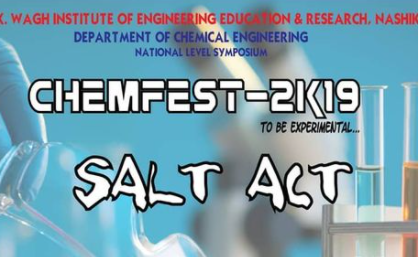 K. WAGH INSTITUTE OF ENGINEERING EDUCATION & RESEARCH, NASHIK
DEPARTMENT OF CHEMICAL ENGINEERING
NATIONAL LEVEL SYMPOSIUM
CHEMFEST-2K19
TO BE EXPERIMENTAL...
SALT ACT